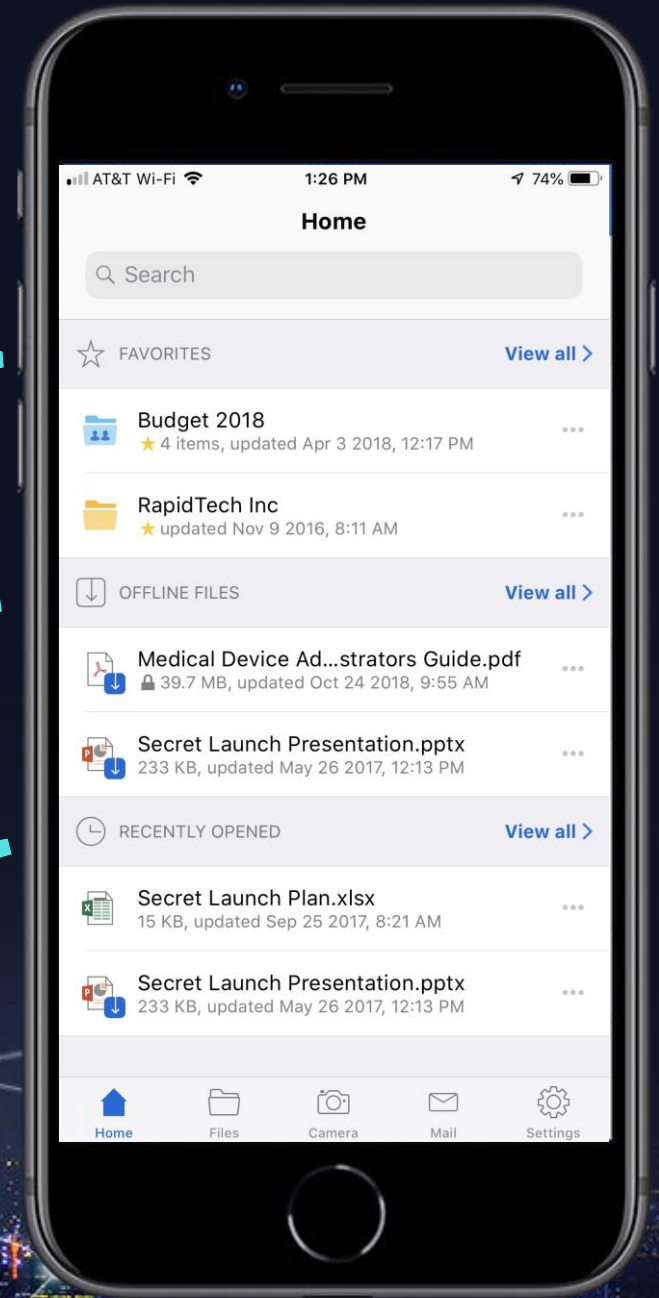 AT&T Wi-Fi 1:26 PM 74%
Home
Search
FAVORITES View all >
Budget 2018
4 items, updated Apr 3 2018, 12:17 PM
RapidTech Inc
updated Nov 9 2016, 8:11 AM
OFFLINE FILES View all >
Medical Device Ad...strators Guide.pdf
39.7 MB, updated Oct 24 2018, 9:55 AM
Secret Launch Presentation.pptx
233 KB, updated May 26 2017, 12:13 PM
RECENTLY OPENED View all >
Secret Launch Plan.xlsx
15 KB, updated Sep 25 2017, 8:21 AM
Secret Launch Presentation.pptx
233 KB, updated May 26 2017, 12:13 PM
Home Files Camera Mail Settings